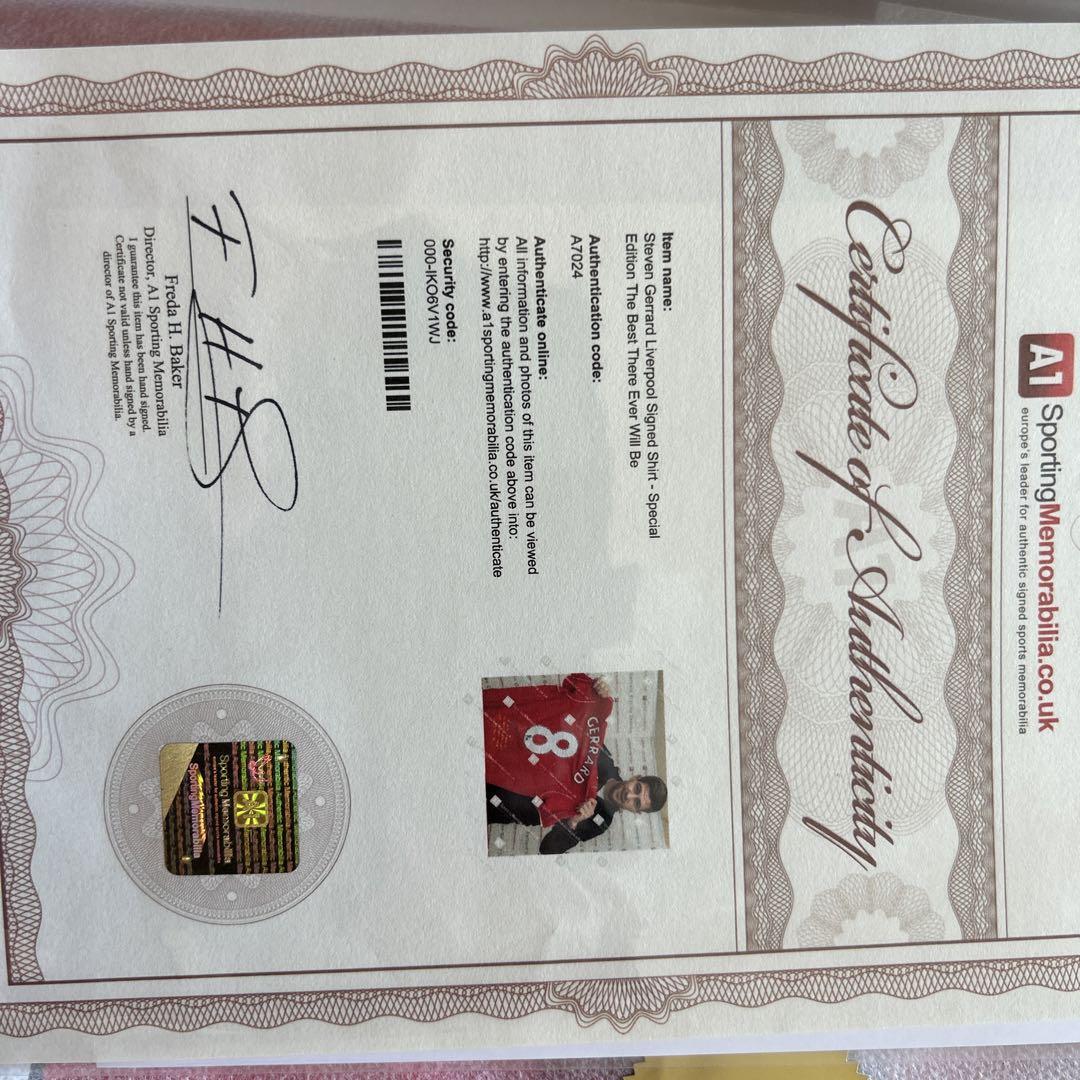 A1 SportingMemorabilia.co.uk
europe's leader for authentic signed sports memorabilia
Certificate of Authenticity
Item name:
Steven Gerrard Liverpool Signed Shirt - Special
Edition The Best There Ever Will Be
Authentication code:
A7024
Authenticate online:
All information and photos of this item can be viewed
by entering the authentication code above into:
http://www.a1sportingmemorabilia.co.uk/authenticate
Security code:
000-IKO6V1WJ
GERRARD
8
F H B
Freda H. Baker
Director, A1 Sporting Memorabilia
I guarantee this item has been hand signed.
Certificate not valid unless hand signed by a
director of A1 Sporting Memorabilia.
Sporting Memorabilia
SportingMemorabilia